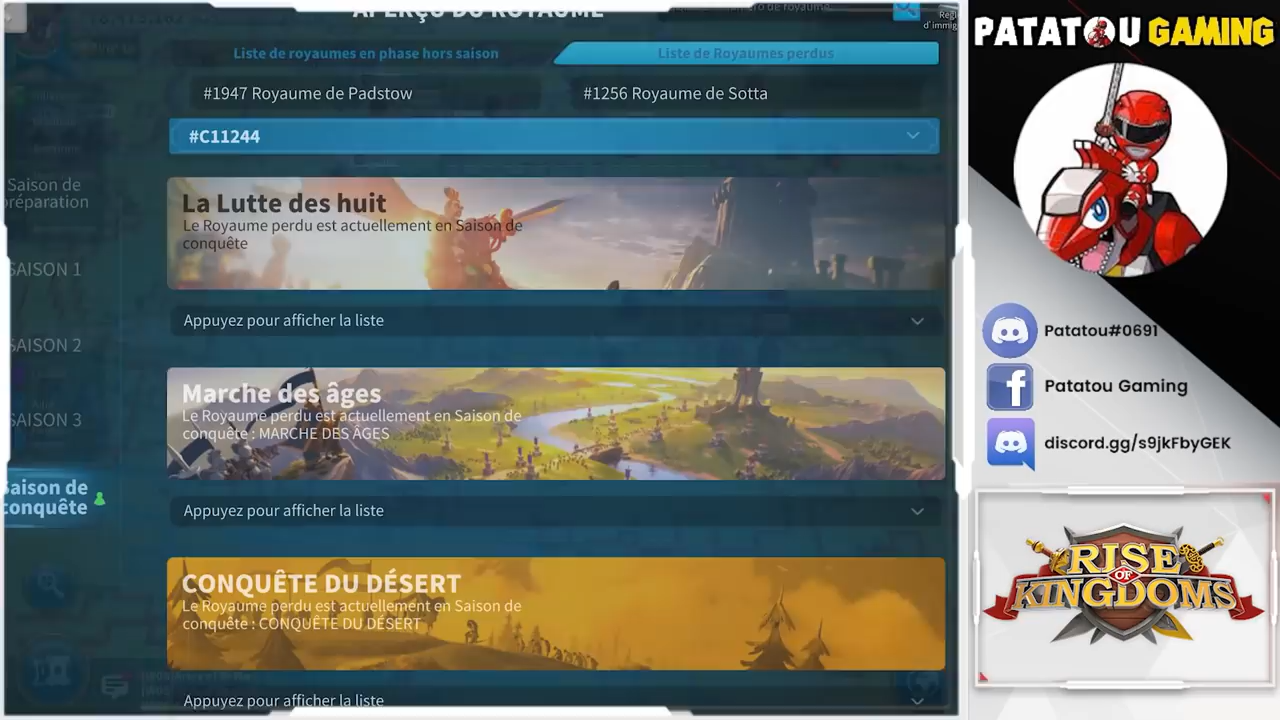 APERÇU DU ROYAUME
Liste de royaumes en phase hors saison
Liste de Royaumes perdus
#1947 Royaume de Padstow
#1256 Royaume de Sotta
#C11244
Saison de
préparation
SAISON 1
SAISON 2
SAISON 3
Saison de
conquête
La Lutte des huit
Le Royaume perdu est actuellement en Saison de
conquête
Appuyez pour afficher la liste
Marche des âges
Le Royaume perdu est actuellement en Saison de
conquête : MARCHE DES ÂGES
Appuyez pour afficher la liste
CONQUÊTE DU DÉSERT
Le Royaume perdu est actuellement en Saison de
conquête : CONQUÊTE DU DÉSERT
Appuyez pour afficher la liste
PATATOU GAMING
Patatou#0691
Patatou Gaming
discord.gg/s9jkFbyGEK
RISE
OF
KINGDOMS